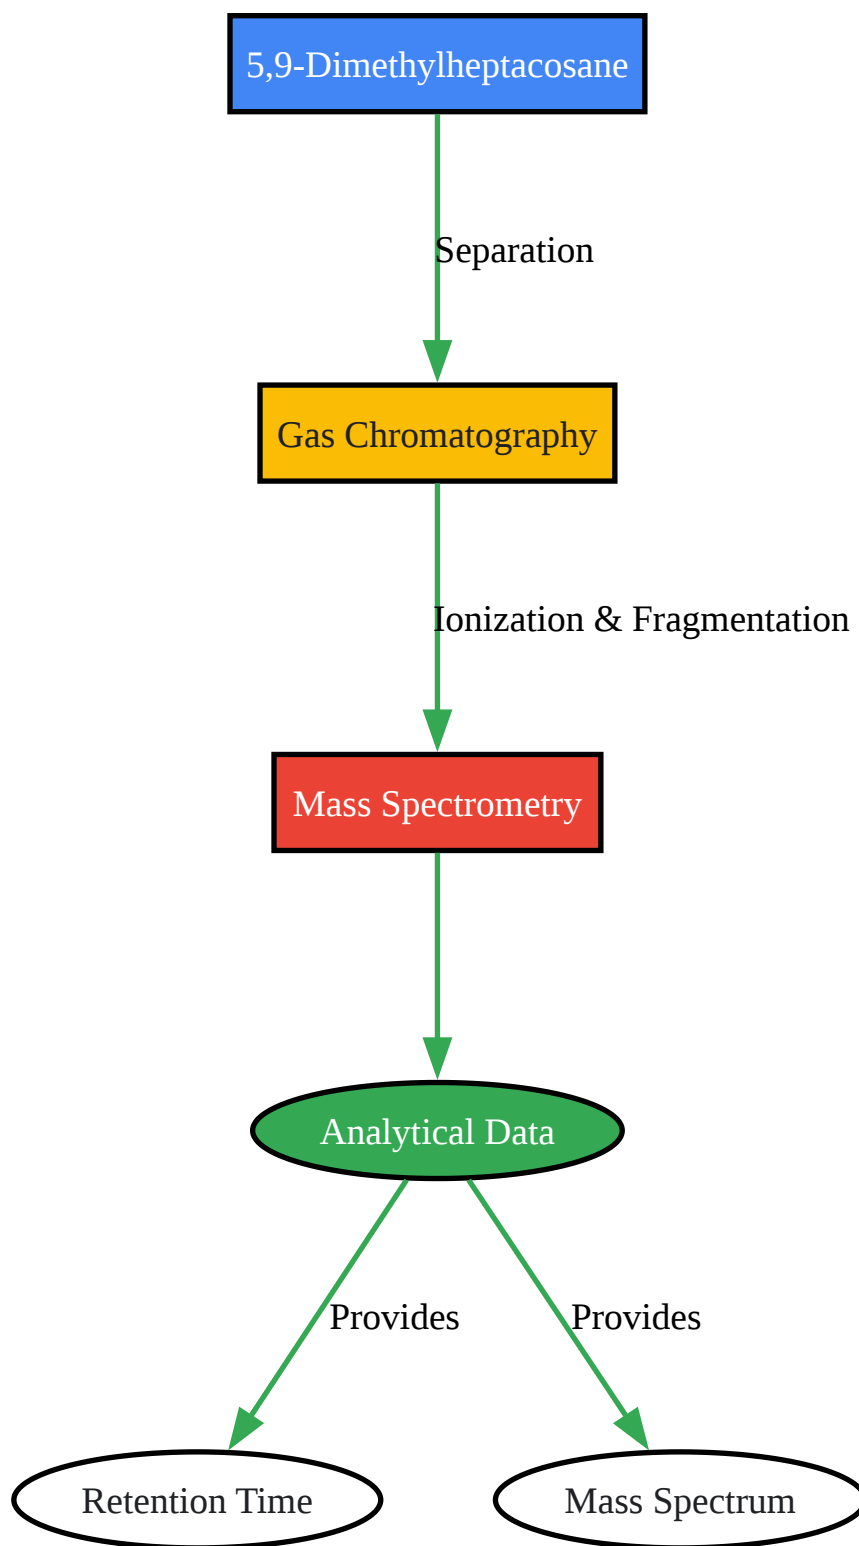 5,9-Dimethylheptacosane
Separation
Gas Chromatography
Ionization & Fragmentation
Mass Spectrometry
Analytical Data
Provides
Provides
Retention Time
Mass Spectrum